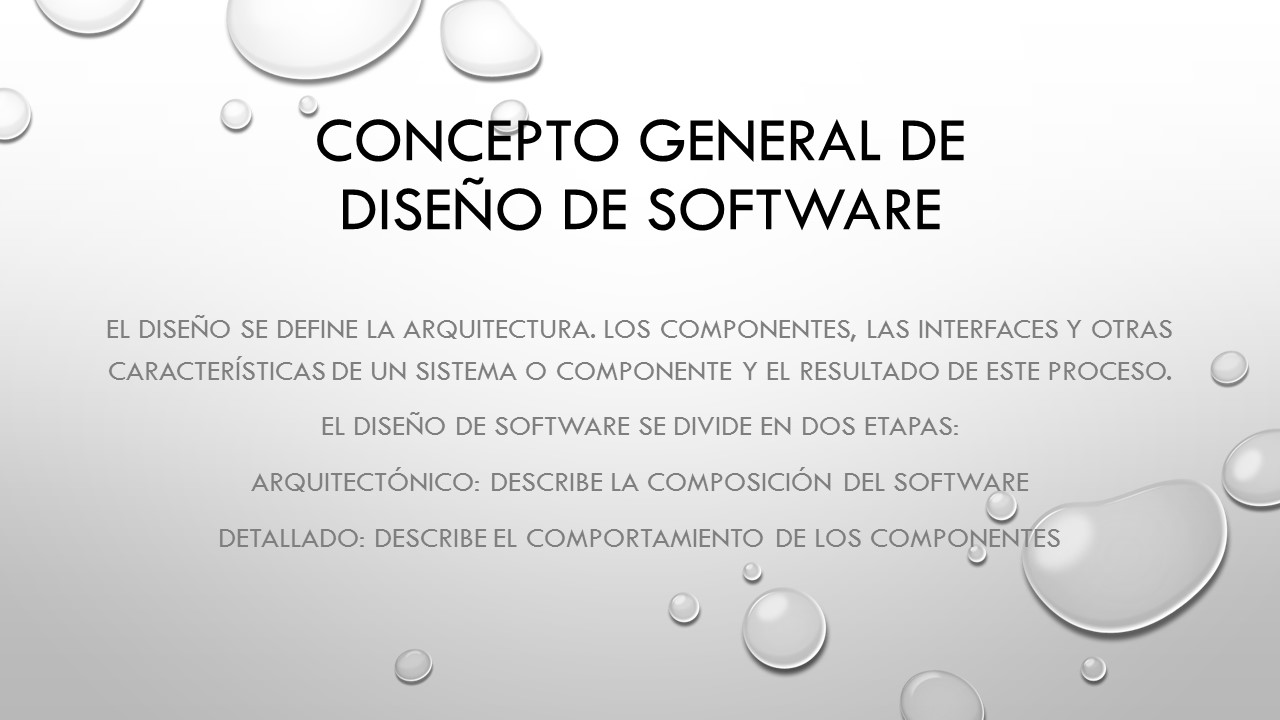 CONCEPTO GENERAL DE
DISEÑO DE SOFTWARE
EL DISEÑO SE DEFINE LA ARQUITECTURA. LOS COMPONENTES, LAS INTERFACES Y OTRAS
CARACTERÍSTICAS DE UN SISTEMA O COMPONENTE Y EL RESULTADO DE ESTE PROCESO.
EL DISEÑO DE SOFTWARE SE DIVIDE EN DOS ETAPAS:
ARQUITECTÓNICO: DESCRIBE LA COMPOSICIÓN DEL SOFTWARE
DETALLADO: DESCRIBE EL COMPORTAMIENTO DE LOS COMPONENTES